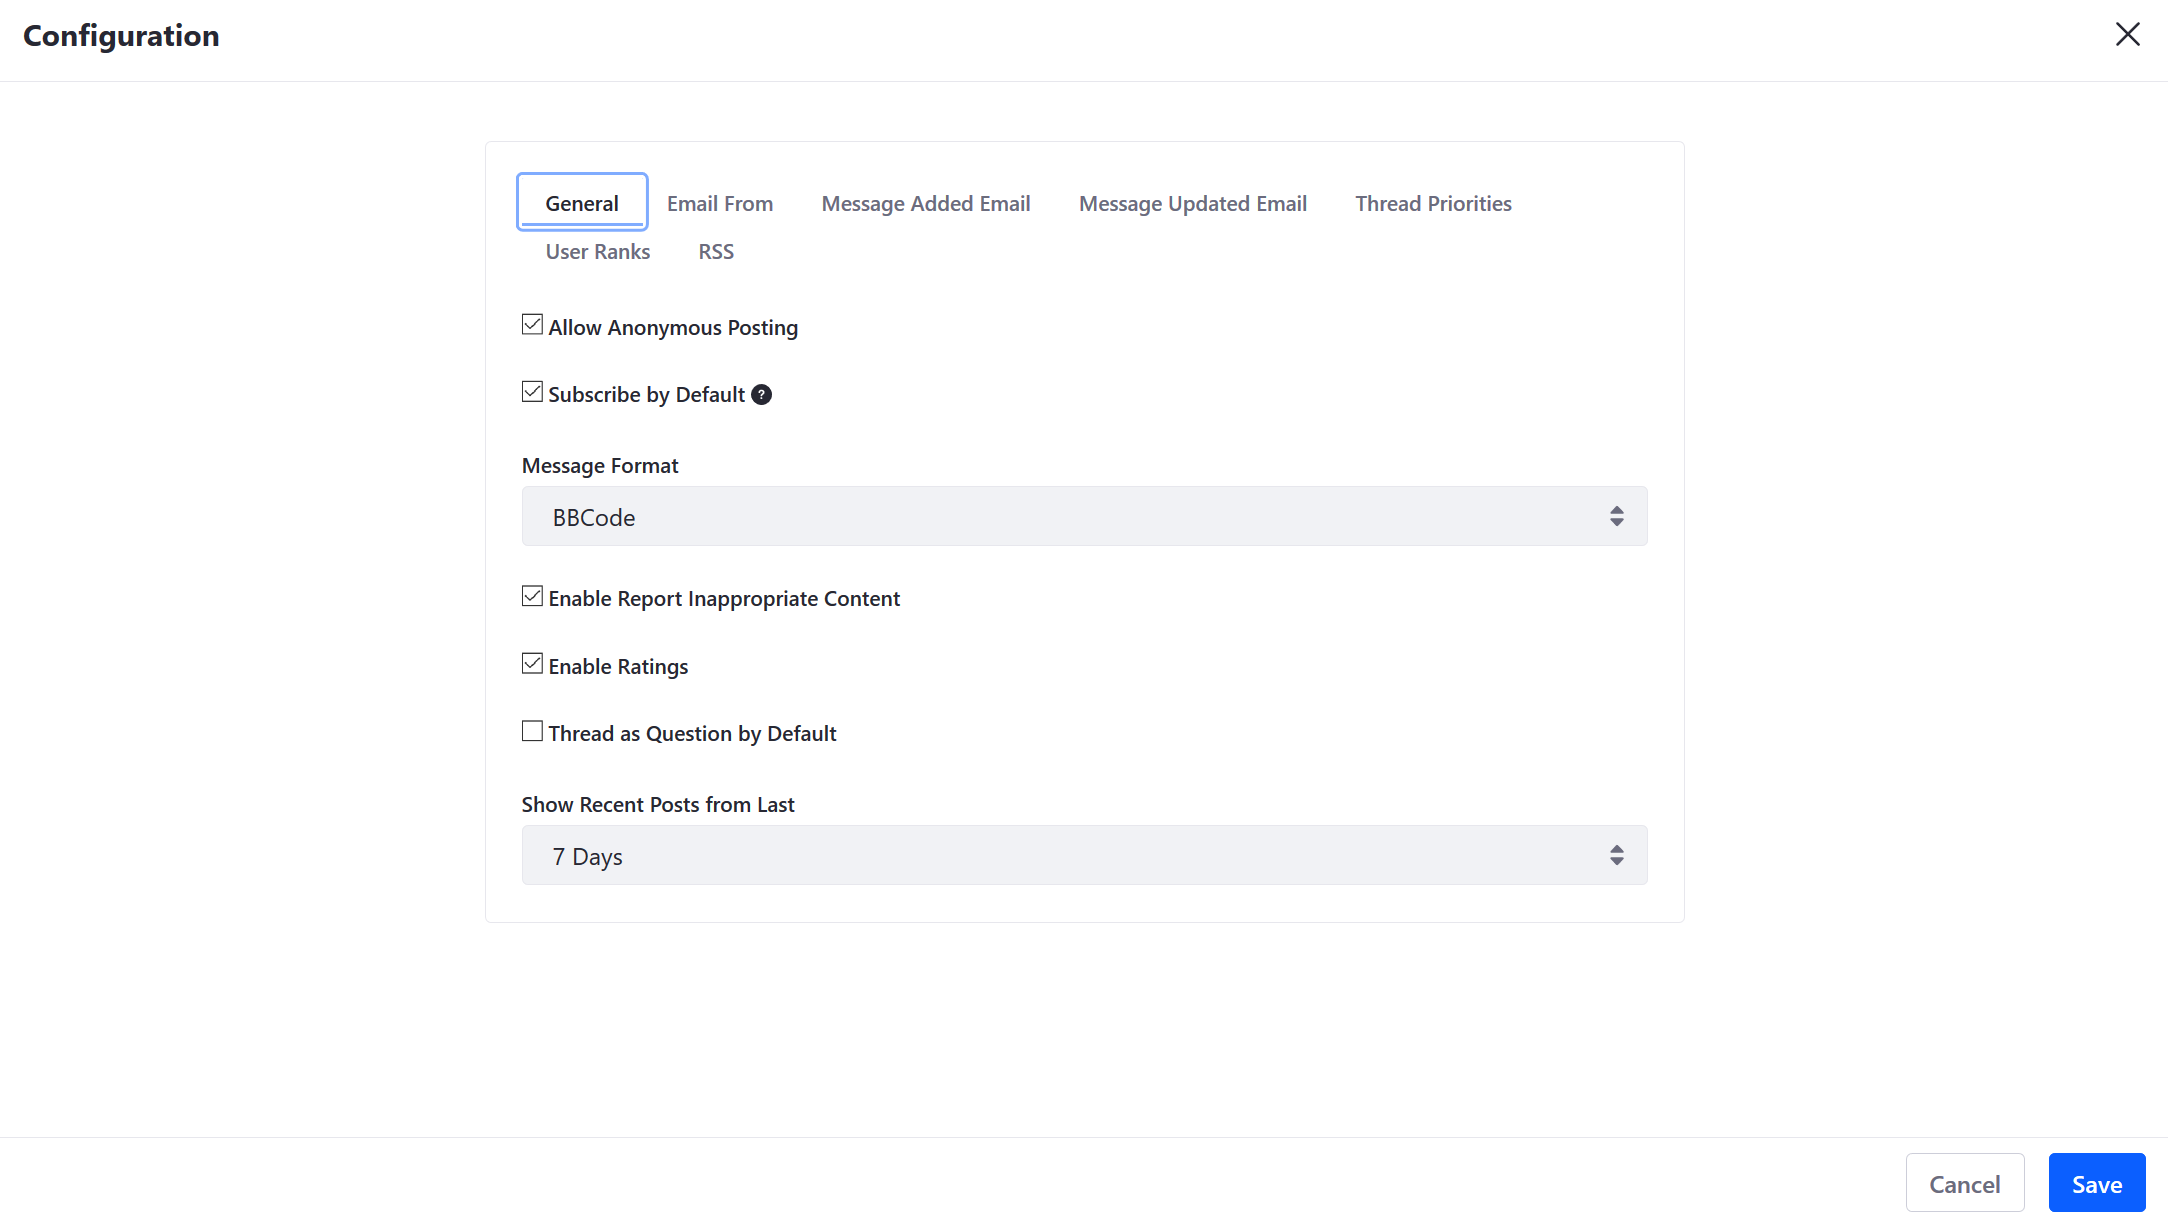 Configuration
General Email From Message Added Email Message Updated Email Thread Priorities
User Ranks RSS
Allow Anonymous Posting
Subscribe by Default ?
Message Format
BBCode
Enable Report Inappropriate Content
Enable Ratings
Thread as Question by Default
Show Recent Posts from Last
7 Days
Cancel Save